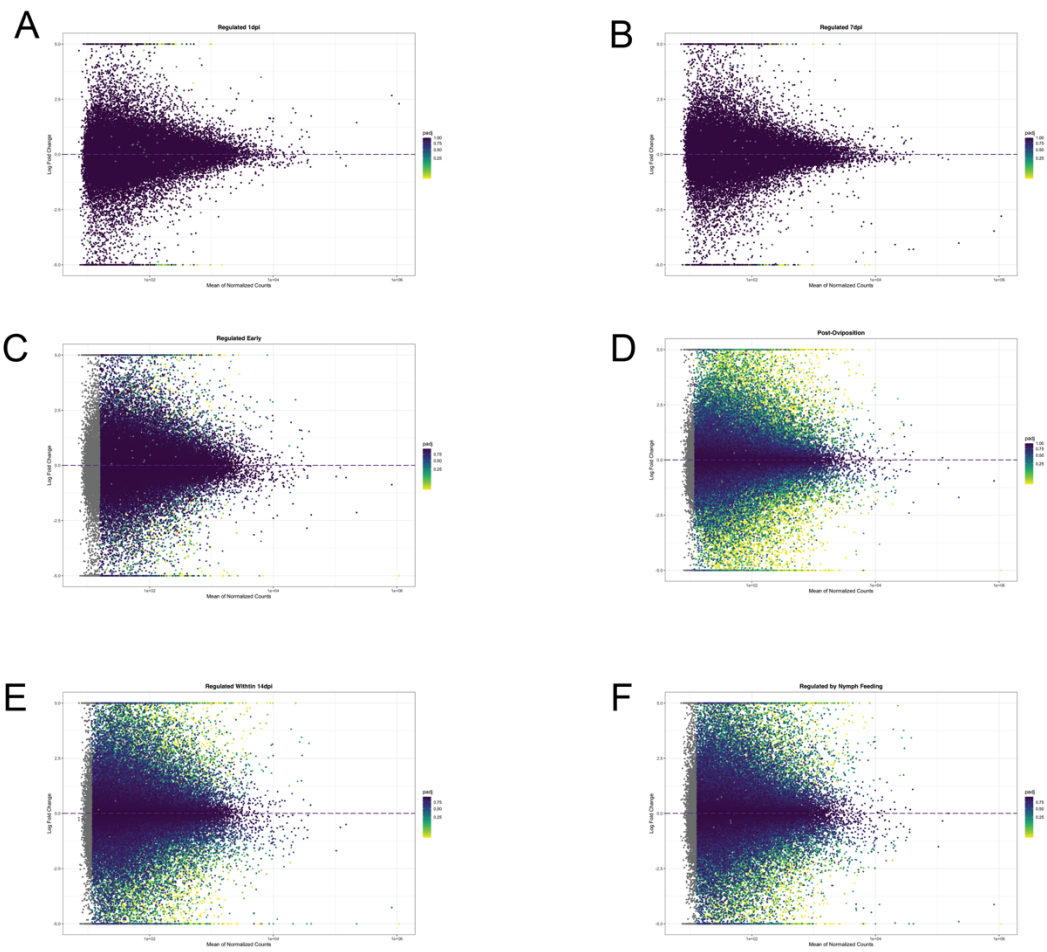 A
Regulated 1dpi
5.0
2.5
0.0
-2.5
-5.0
Log Fold Change
1e+02
1e+04
1e+06
Mean of Normalized Counts
padj
1.00
0.75
0.50
0.25
B
Regulated 7dpi
5.0
2.5
0.0
-2.5
-5.0
Log Fold Change
1e+02
1e+04
1e+06
Mean of Normalized Counts
padj
1.00
0.75
0.50
0.25
C
Regulated Early
5.0
2.5
0.0
-2.5
-5.0
Log Fold Change
1e+02
1e+04
1e+06
Mean of Normalized Counts
padj
0.75
0.50
0.25
D
Post-Oviposition
5.0
2.5
0.0
-2.5
-5.0
Log Fold Change
1e+02
1e+04
1e+06
Mean of Normalized Counts
padj
1.00
0.75
0.50
0.25
E
Regulated Withtin 14dpi
5.0
2.5
0.0
-2.5
-5.0
Log Fold Change
1e+02
1e+04
1e+06
Mean of Normalized Counts
padj
0.75
0.50
0.25
F
Regulated by Nymph Feeding
5.0
2.5
0.0
-2.5
-5.0
Log Fold Change
1e+02
1e+04
1e+06
Mean of Normalized Counts
padj
0.75
0.50
0.25